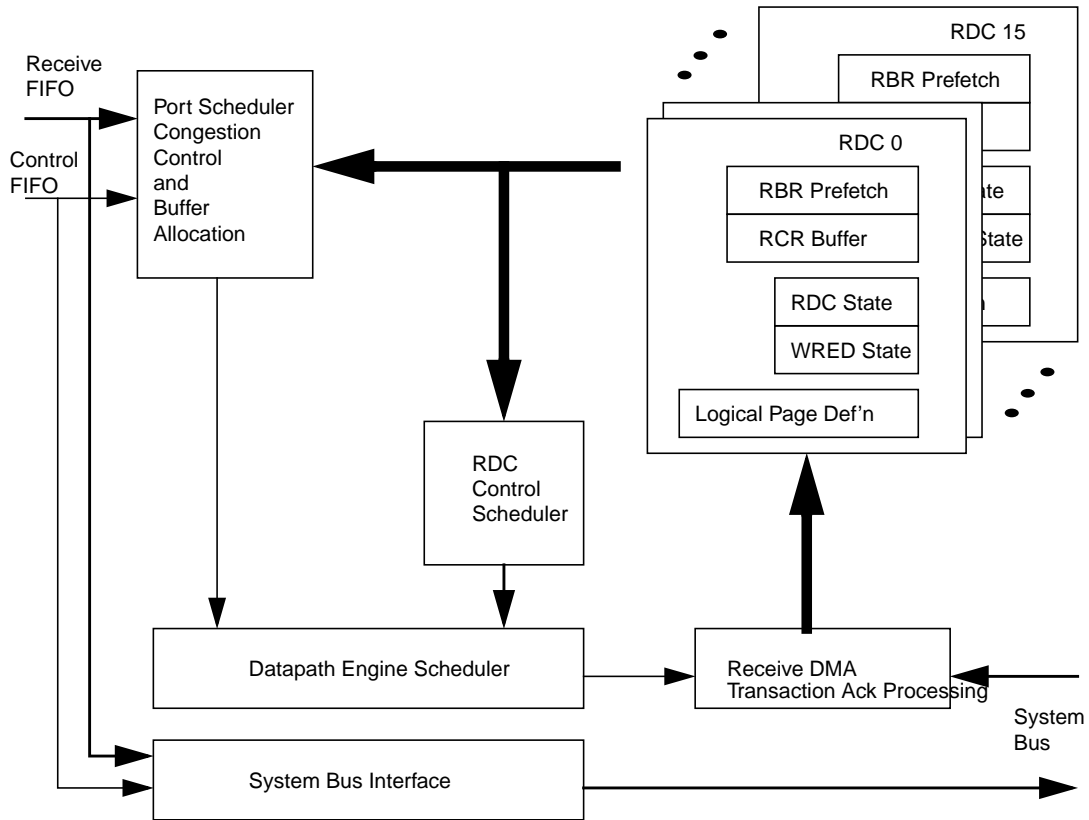 Receive
FIFO
Control
FIFO
Port Scheduler
Congestion
Control
and
Buffer
Allocation
RDC 15
RBR Prefetch
ate
State
n
RDC 0
RBR Prefetch
RCR Buffer
RDC State
WRED State
Logical Page Def’n
RDC
Control
Scheduler
Datapath Engine Scheduler
Receive DMA
Transaction Ack Processing
System
Bus
System Bus Interface